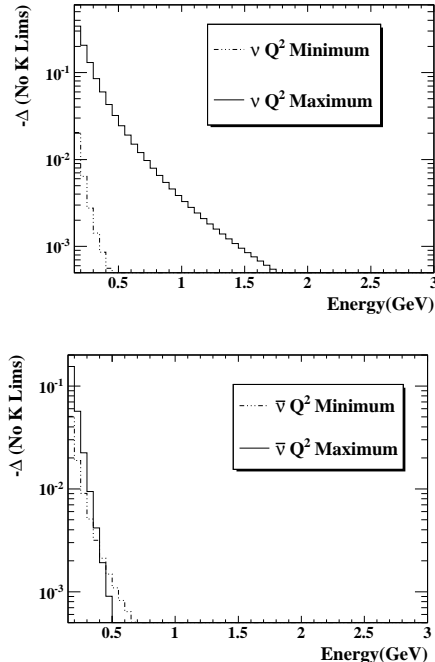 -Δ (No K Lims)
10⁻¹
10⁻²
10⁻³
ν Q² Minimum
ν Q² Maximum
0.5 1 1.5 2 2.5 3
Energy(GeV)
-Δ (No K Lims)
10⁻¹
10⁻²
10⁻³
ν̅ Q² Minimum
ν̅ Q² Maximum
0.5 1 1.5 2 2.5 3
Energy(GeV)